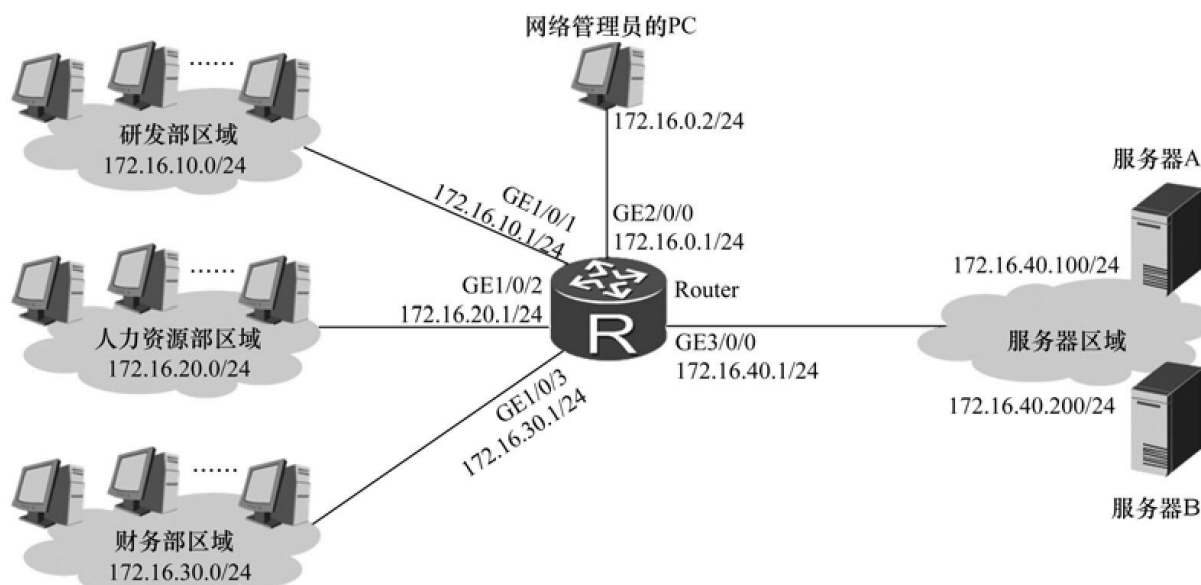 网络管理员的PC
172.16.0.2/24
研发部区域
172.16.10.0/24
GE1/0/1
172.16.10.1/24
GE2/0/0
172.16.0.1/24
服务器A
172.16.40.100/24
GE1/0/2
172.16.20.1/24
Router
R
人力资源部区域
172.16.20.0/24
GE3/0/0
172.16.40.1/24
服务器区域
GE1/0/3
172.16.30.1/24
172.16.40.200/24
服务器B
财务部区域
172.16.30.0/24